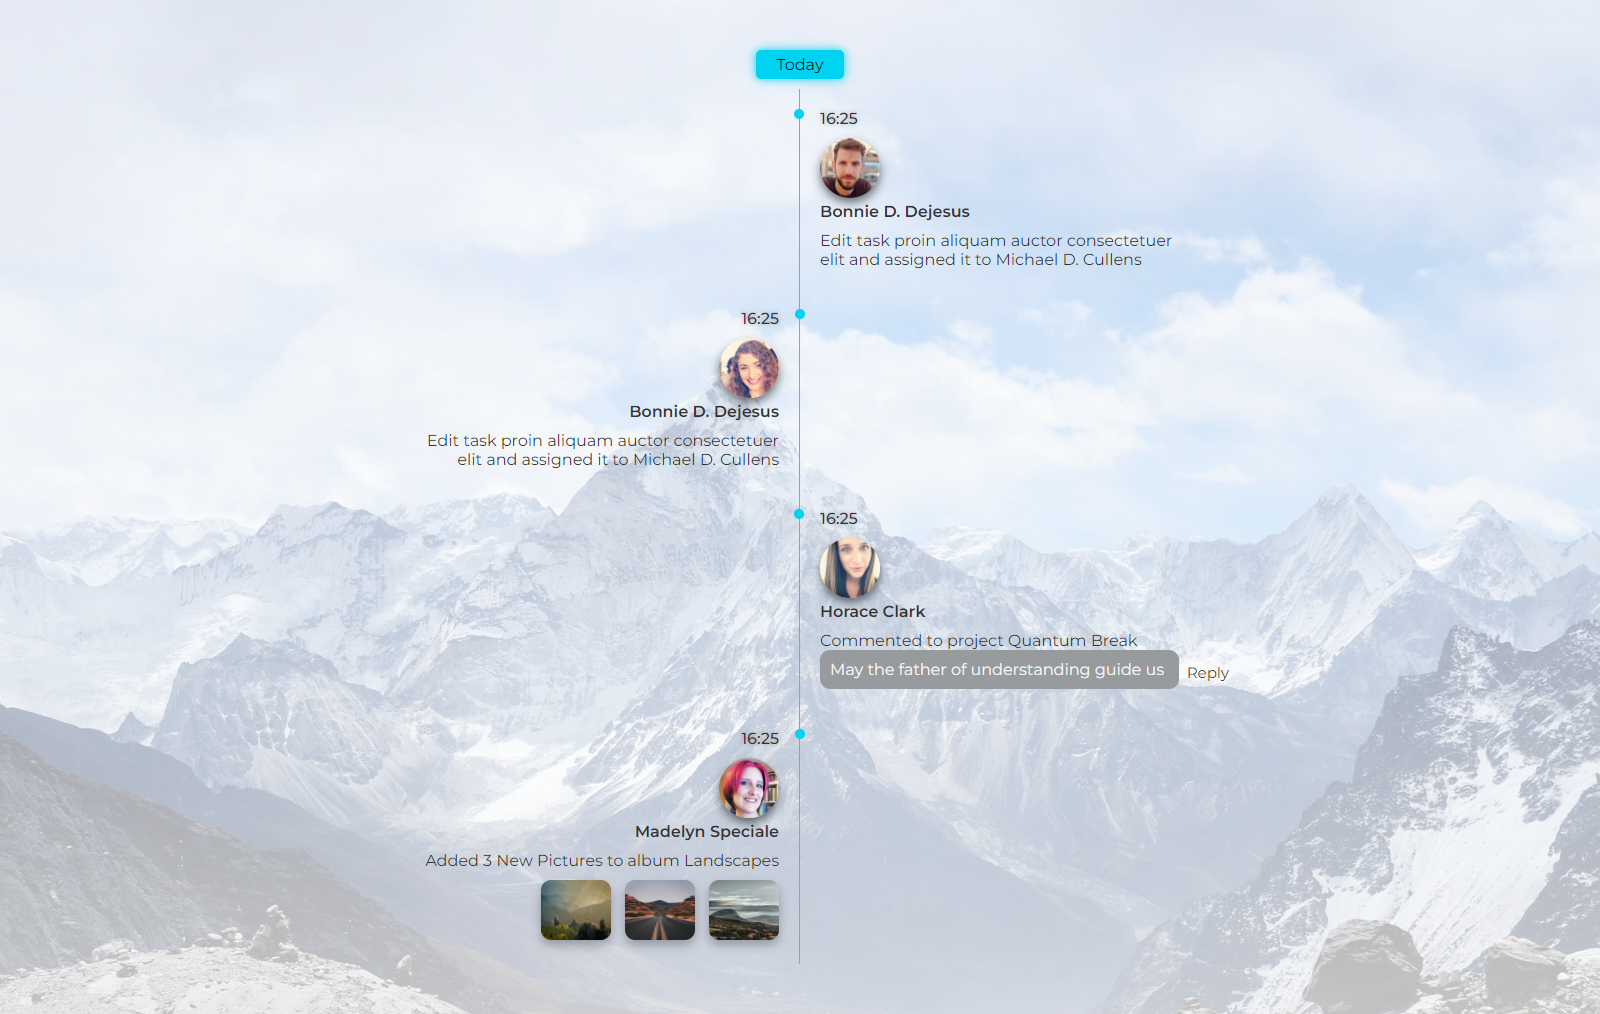 Today
16:25
Bonnie D. Dejesus
Edit task proin aliquam auctor consectetuer
elit and assigned it to Michael D. Cullens
16:25
Bonnie D. Dejesus
Edit task proin aliquam auctor consectetuer
elit and assigned it to Michael D. Cullens
16:25
Horace Clark
Commented to project Quantum Break
May the father of understanding guide us Reply
16:25
Madelyn Speciale
Added 3 New Pictures to album Landscapes